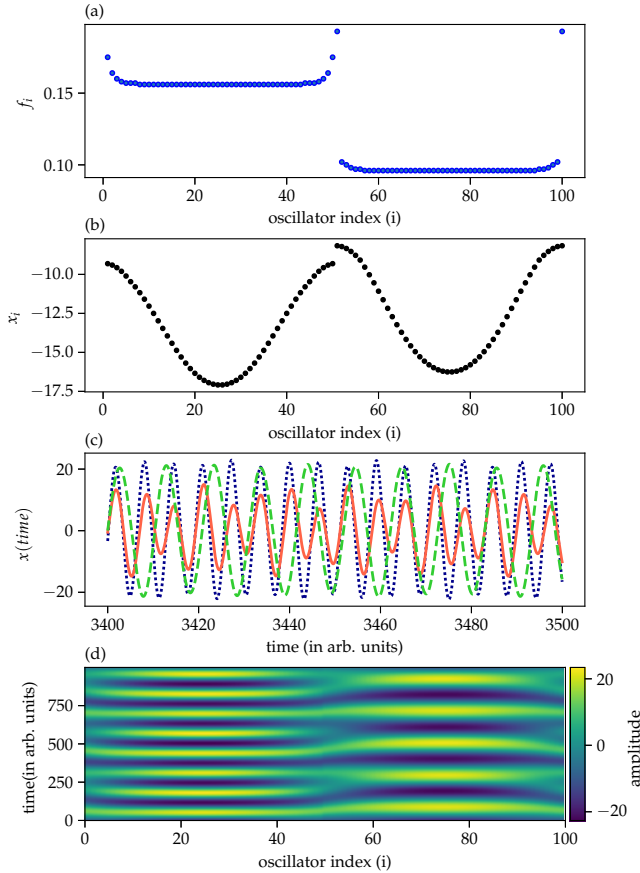 (a)
0.15
0.10
f_i
0 20 40 60 80 100
oscillator index (i)
(b)
−10.0
−12.5
−15.0
−17.5
x_i
0 20 40 60 80 100
oscillator index (i)
(c)
20
0
−20
x(time)
3400 3420 3440 3460 3480 3500
time (in arb. units)
(d)
750
500
250
0
time(in arb. units)
0 20 40 60 80 100
oscillator index (i)
20
0
−20
amplitude